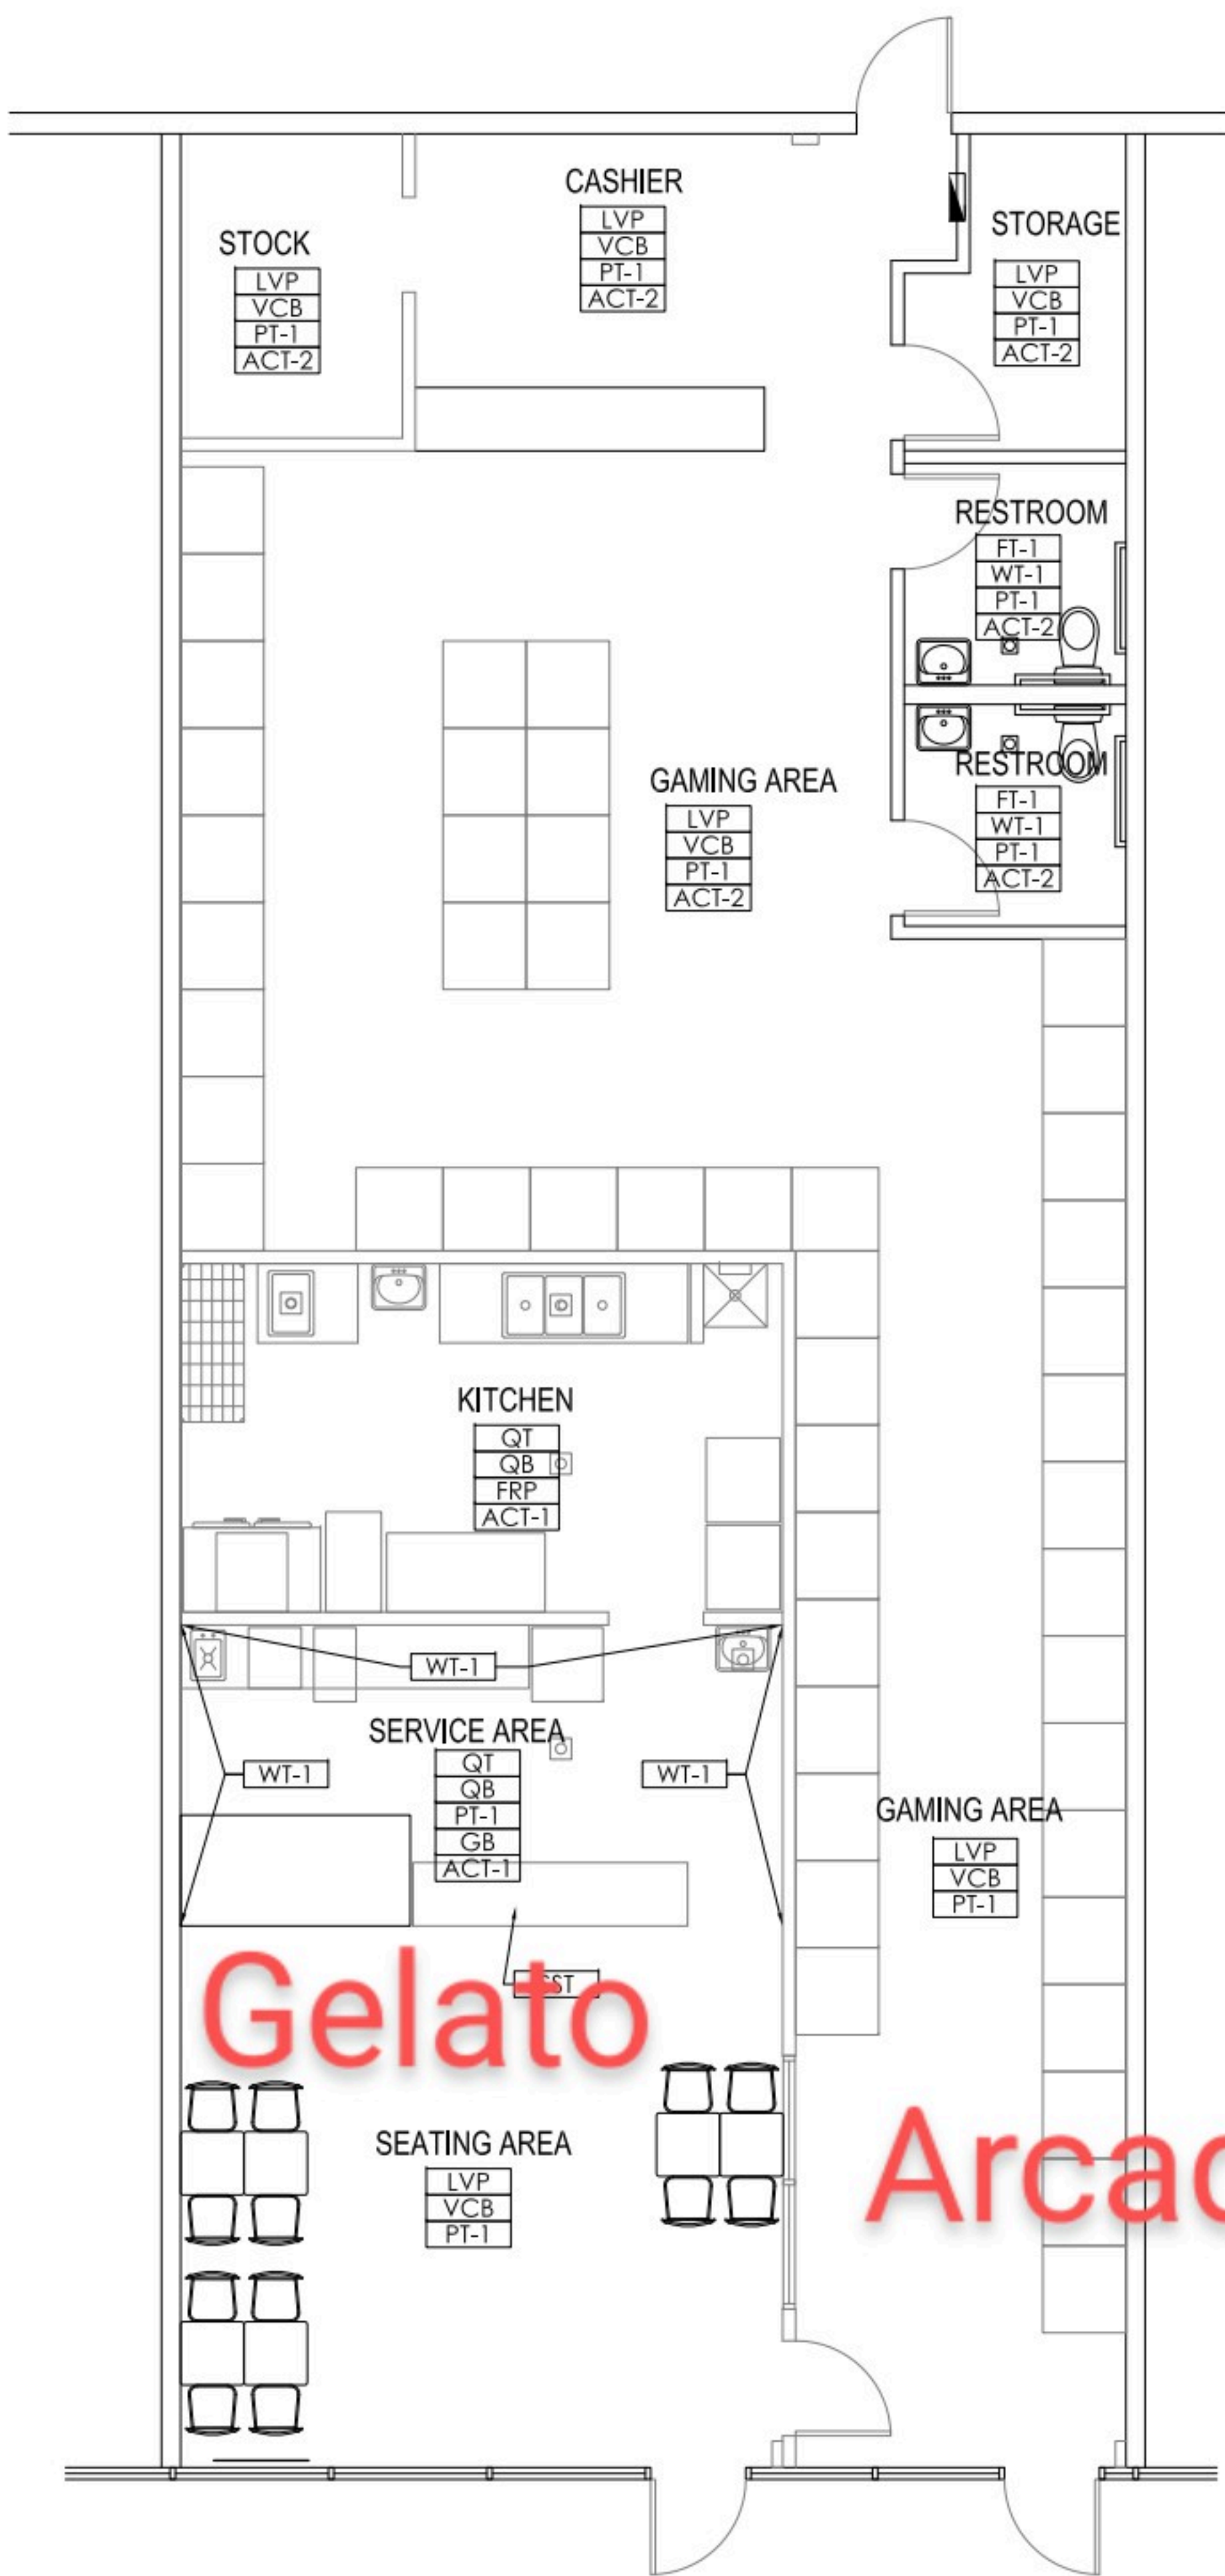 CASHIER
LVP
VCB
PT-1
ACT-2
STOCK
LVP
VCB
PT-1
ACT-2
STORAGE
LVP
VCB
PT-1
ACT-2
RESTROOM
FT-1
WT-1
PT-1
ACT-2
GAMING AREA
LVP
VCB
PT-1
ACT-2
RESTROOM
FT-1
WT-1
PT-1
ACT-2
KITCHEN
QT
QB
FRP
ACT-1
WT-1
SERVICE AREA
QT
QB
PT-1
GB
ACT-1
WT-1
WT-1
GAMING AREA
LVP
VCB
PT-1
Gelato
SEATING AREA
LVP
VCB
PT-1
Arcad